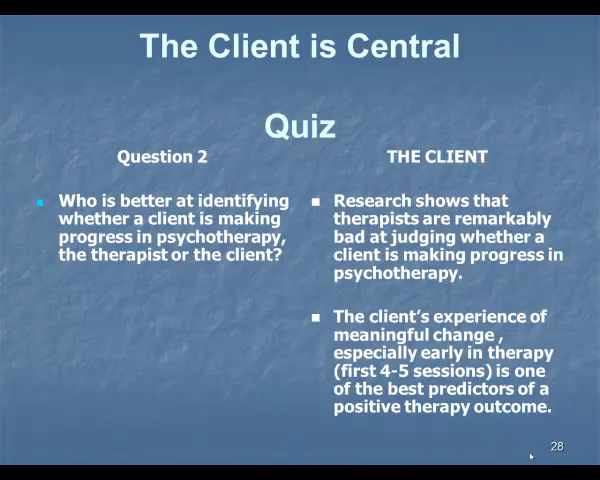 The Client is Central
Quiz
Question 2
Who is better at identifying
whether a client is making
progress in psychotherapy,
the therapist or the client?
THE CLIENT
Research shows that
therapists are remarkably
bad at judging whether a
client is making progress in
psychotherapy.
The client's experience of
meaningful change ,
especially early in therapy
(first 4-5 sessions) is one
of the best predictors of a
positive therapy outcome.
28